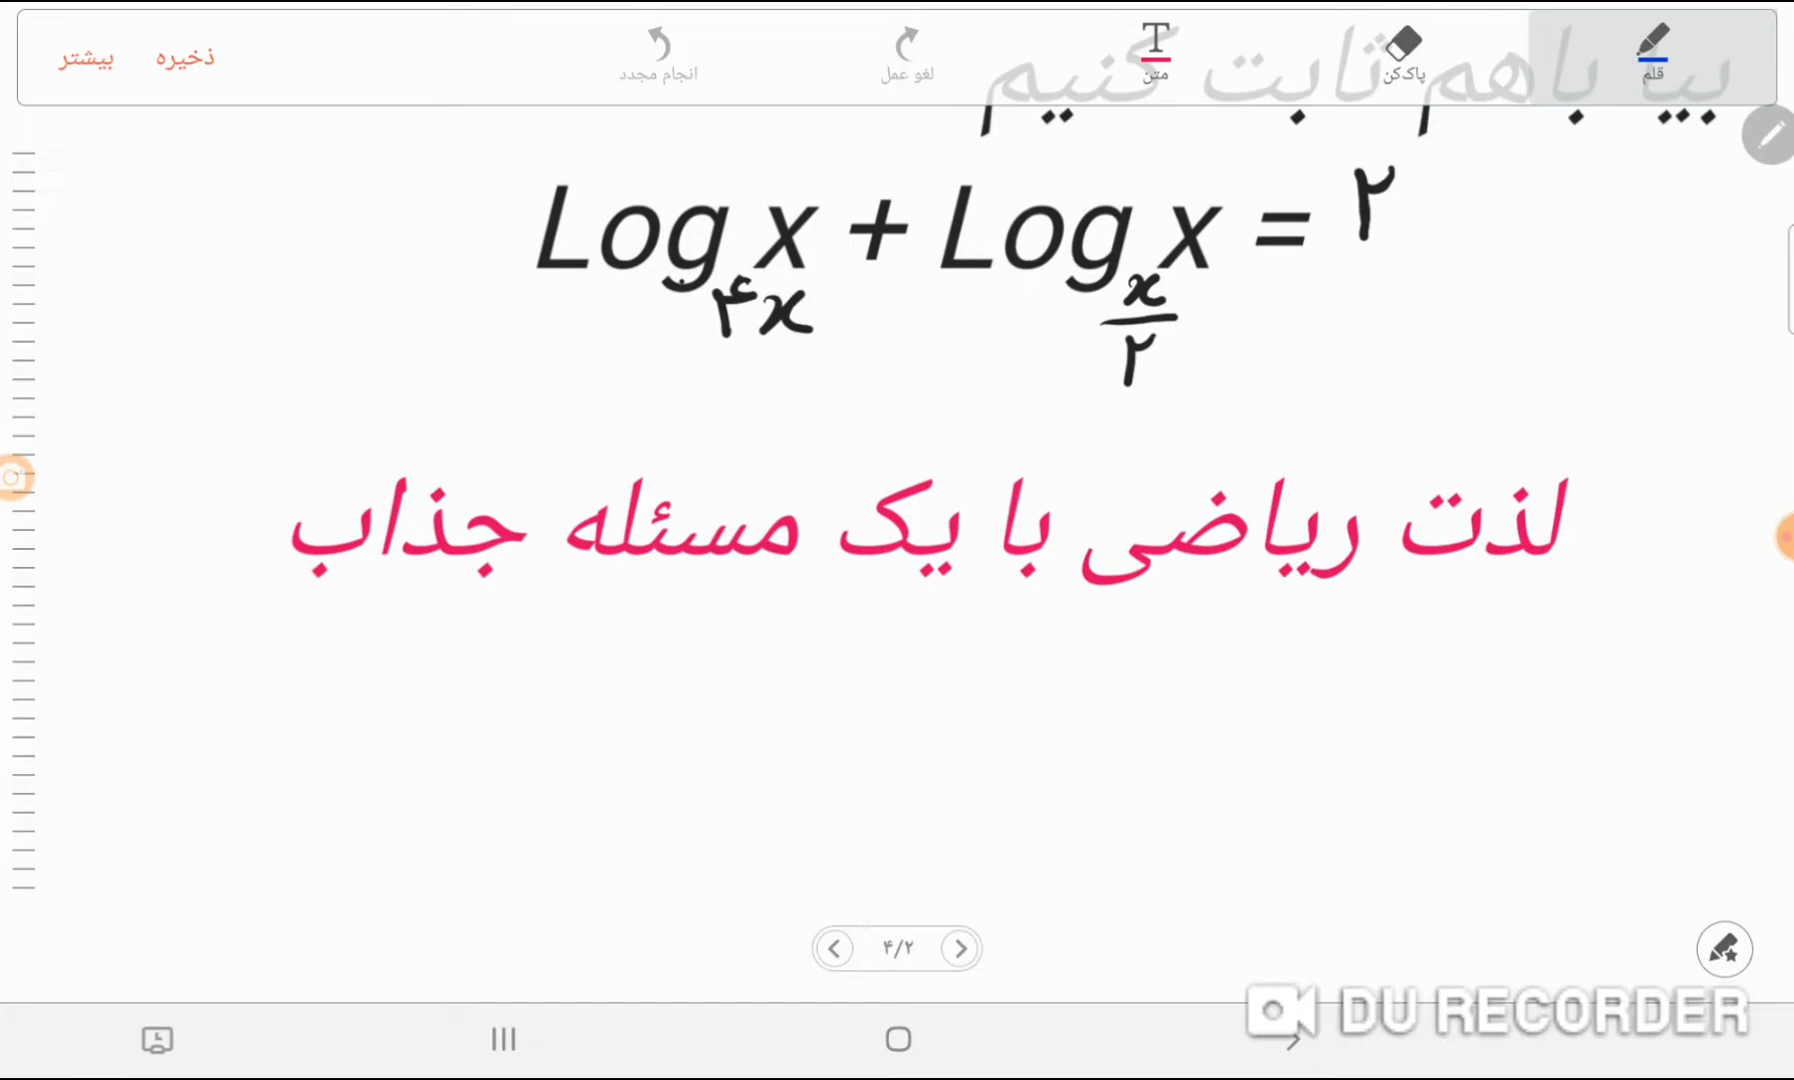 قلم پاک‌کن متن لغو عمل انجام مجدد ذخیره بیشتر
بیا باهم ثابت کنیم
Log۴x x + Logx/۲ x = ۲
لذت ریاضی با یک مسئله جذاب
۴/۲
DU RECORDER